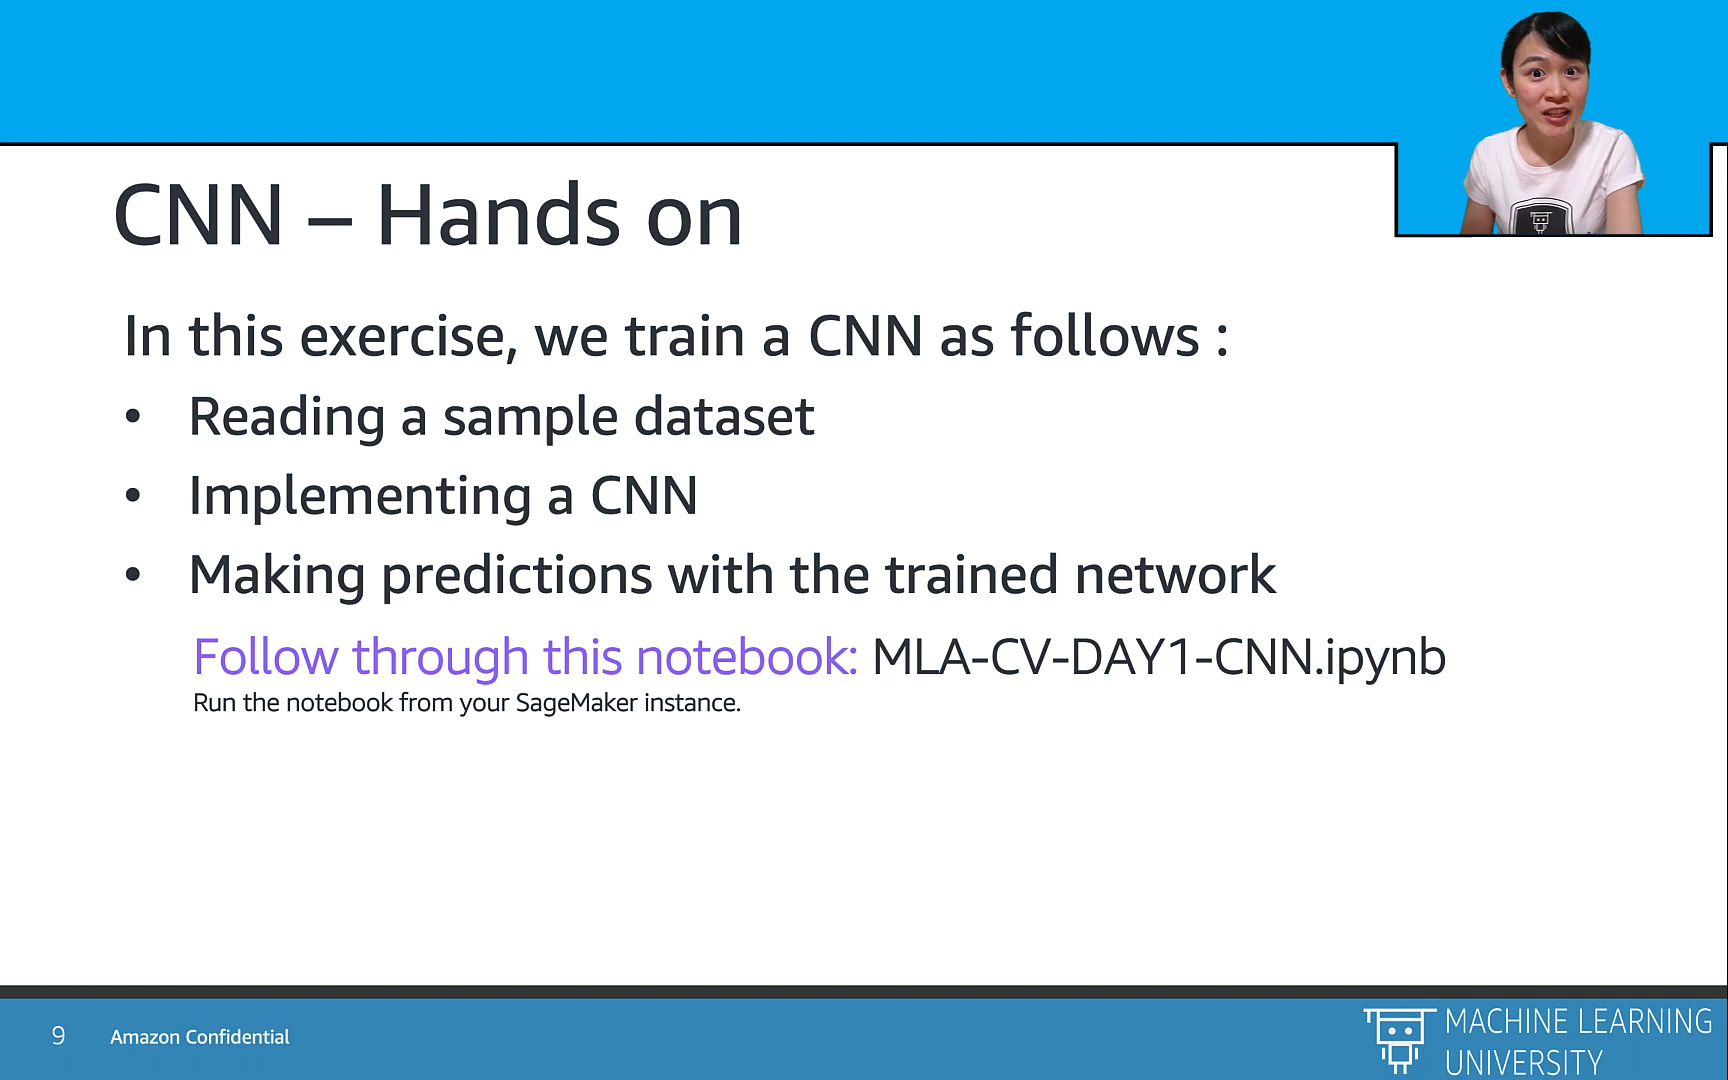 CNN – Hands on
In this exercise, we train a CNN as follows :
• Reading a sample dataset
• Implementing a CNN
• Making predictions with the trained network
Follow through this notebook: MLA-CV-DAY1-CNN.ipynb
Run the notebook from your SageMaker instance.
9 Amazon Confidential
MACHINE LEARNING
UNIVERSITY